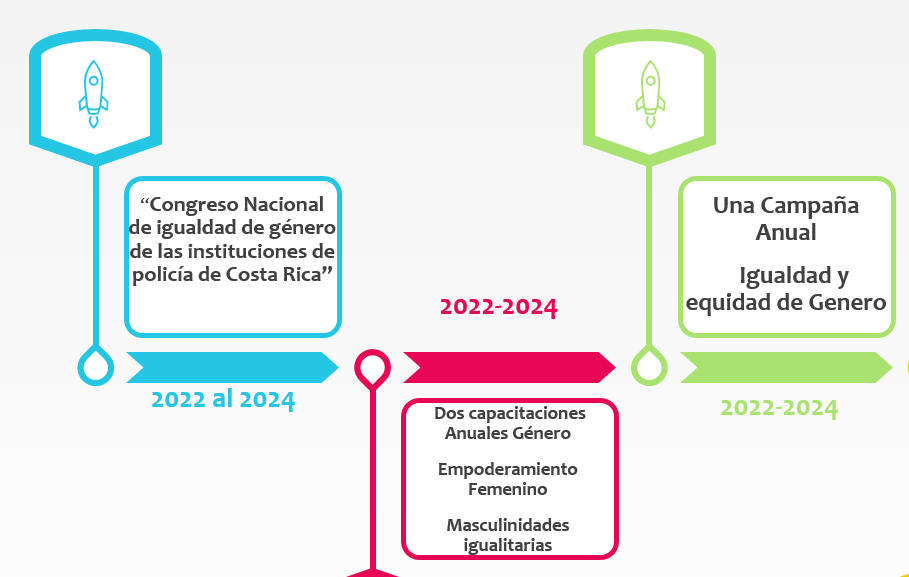 “Congreso Nacional
de igualdad de género
de las instituciones de
policía de Costa Rica”
2022 al 2024
2022-2024
Dos capacitaciones
Anuales Género
Empoderamiento
Femenino
Masculinidades
igualitarias
Una Campaña
Anual
Igualdad y
equidad de Genero
2022-2024